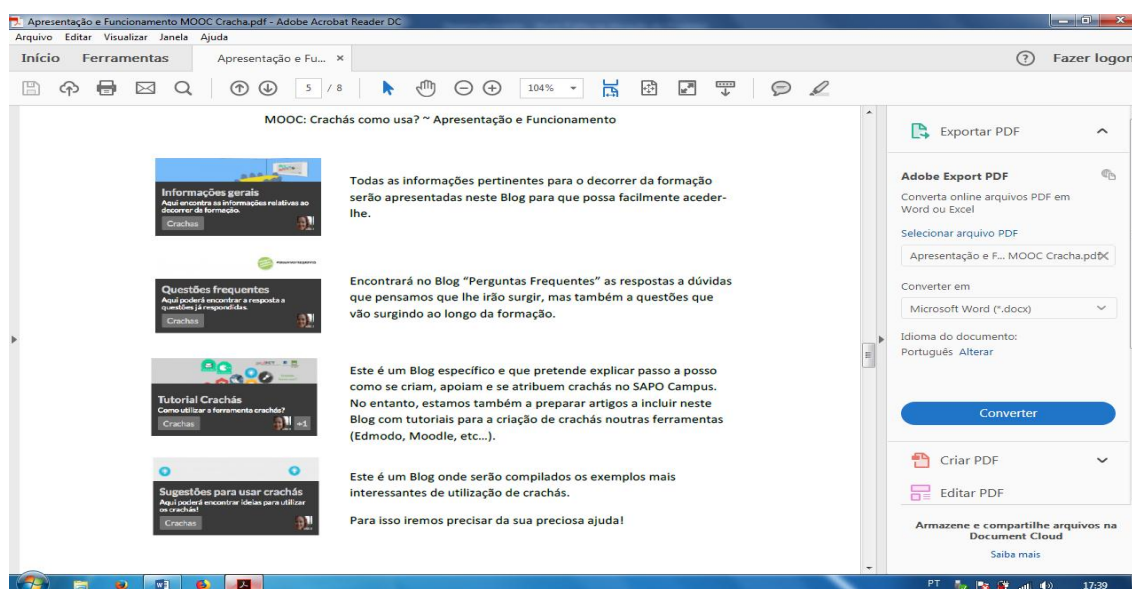 Apresentação e Funcionamento MOOC Cracha.pdf - Adobe Acrobat Reader DC
Arquivo Editar Visualizar Janela Ajuda
Início Ferramentas Apresentação e Fu... × Fazer logon
5 / 8 104%
MOOC: Crachás como usa? ~ Apresentação e Funcionamento
Informações gerais
Aqui encontra as informações relativas ao
decorrer da formação.
Crachas
Todas as informações pertinentes para o decorrer da formação
serão apresentadas neste Blog para que possa facilmente aceder-
lhe.
Questões frequentes
Aqui poderá encontrar a resposta a
questões já respondidas.
Crachas
Encontrará no Blog “Perguntas Frequentes” as respostas a dúvidas
que pensamos que lhe irão surgir, mas também a questões que
vão surgindo ao longo da formação.
Tutorial Crachás
Como utilizar a ferramenta crachás?
Crachas +1
Este é um Blog específico e que pretende explicar passo a posso
como se criam, apoiam e se atribuem crachás no SAPO Campus.
No entanto, estamos também a preparar artigos a incluir neste
Blog com tutoriais para a criação de crachás noutras ferramentas
(Edmodo, Moodle, etc...).
Sugestões para usar crachás
Aqui poderá encontrar ideias para utilizar
os crachás!
Crachas
Este é um Blog onde serão compilados os exemplos mais
interessantes de utilização de crachás.
Para isso iremos precisar da sua preciosa ajuda!
Exportar PDF
Adobe Export PDF
Converta online arquivos PDF em
Word ou Excel
Selecionar arquivo PDF
Apresentação e F... MOOC Cracha.pdf
Converter em
Microsoft Word (*.docx)
Idioma do documento:
Português Alterar
Converter
Criar PDF
Editar PDF
Armazene e compartilhe arquivos na
Document Cloud
Saiba mais
PT 17:39